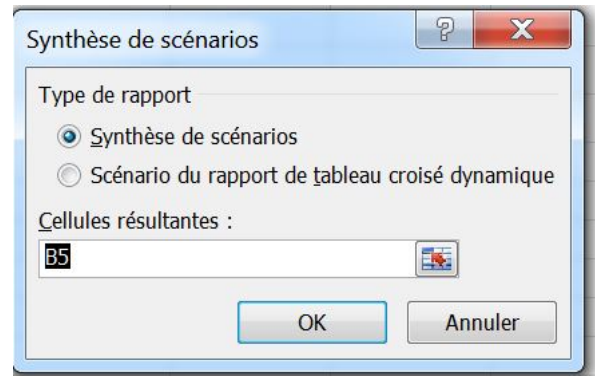 Synthèse de scénarios
Type de rapport
Synthèse de scénarios
Scénario du rapport de tableau croisé dynamique
Cellules résultantes :
B5
OK
Annuler